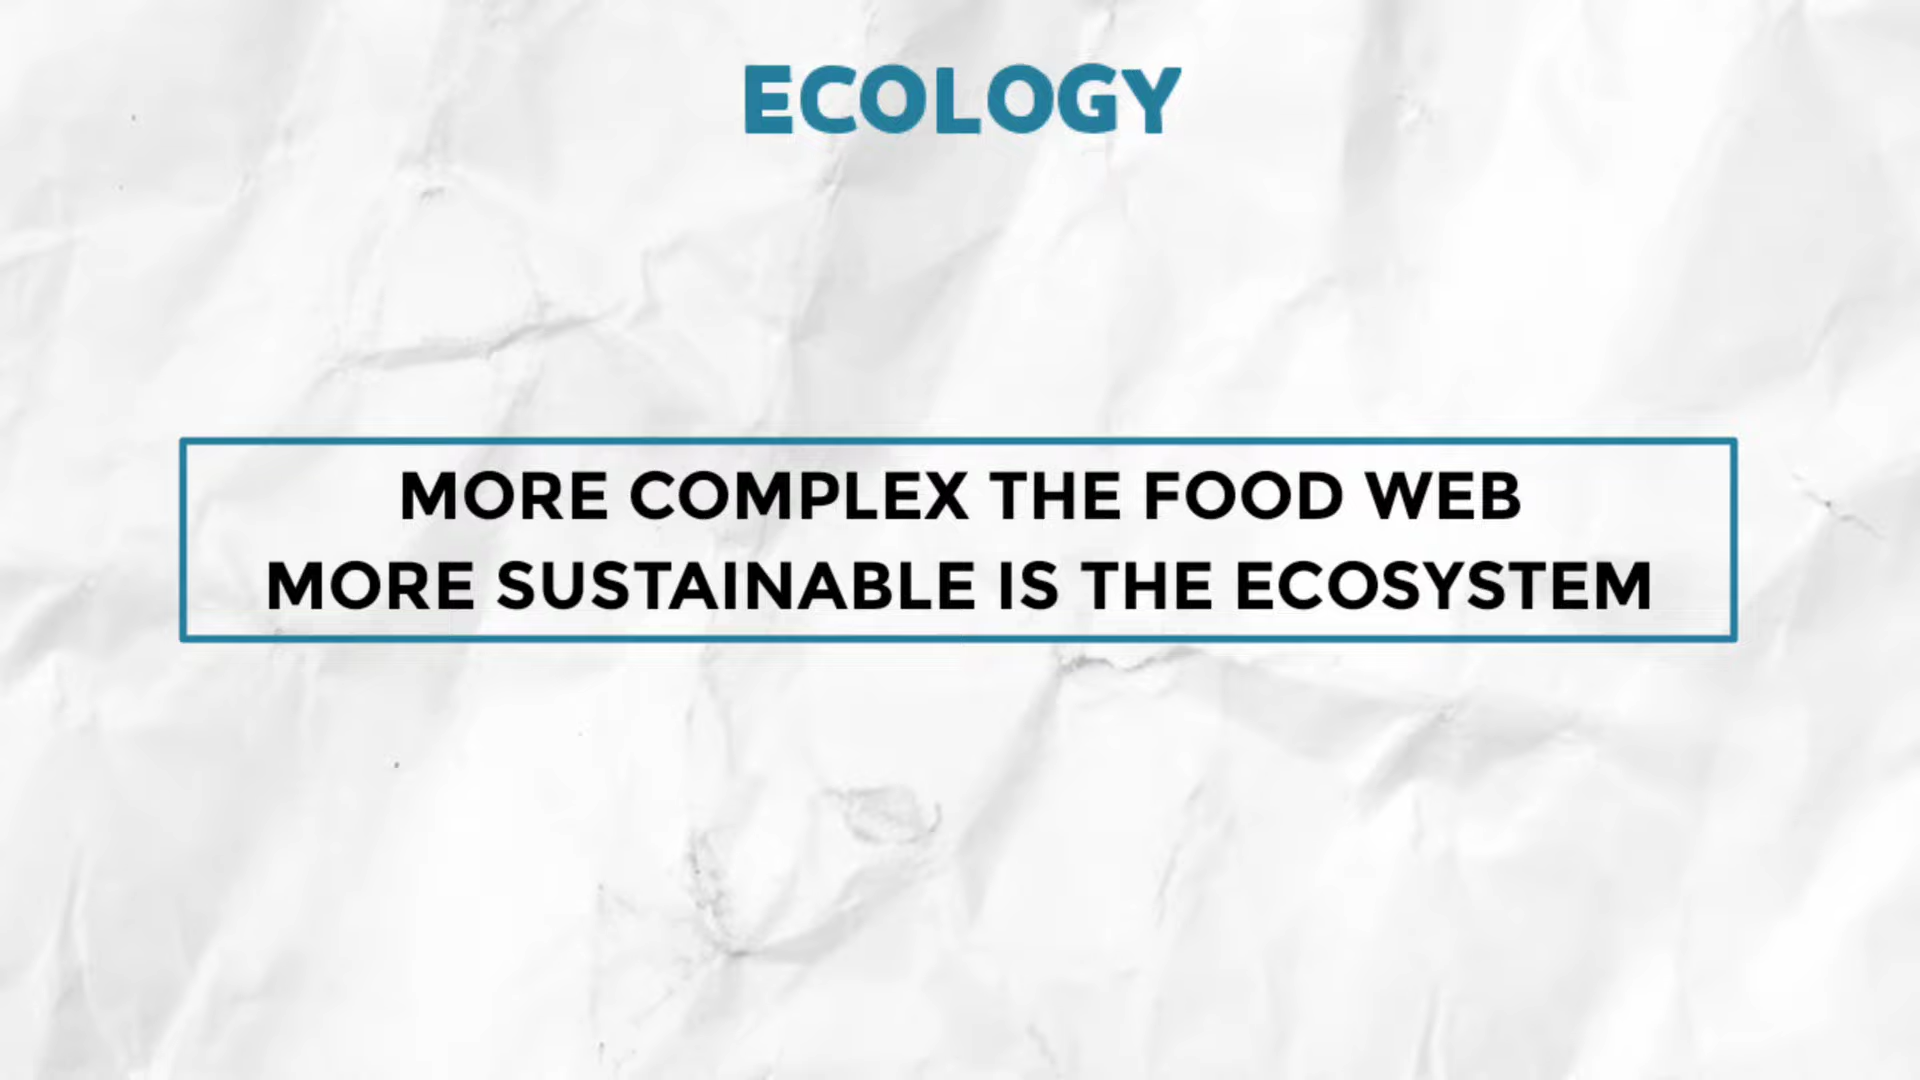 ECOLOGY
MORE COMPLEX THE FOOD WEB
MORE SUSTAINABLE IS THE ECOSYSTEM